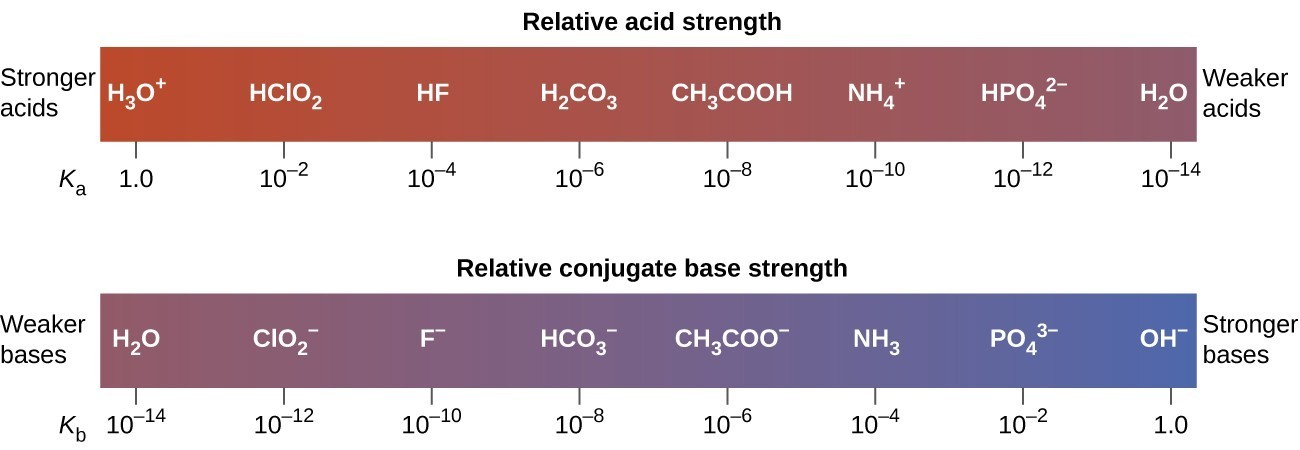 Relative acid strength
Stronger acids H₃O⁺ HClO₂ HF H₂CO₃ CH₃COOH NH₄⁺ HPO₄²⁻ H₂O Weaker acids
Kₐ 1.0 10⁻² 10⁻⁴ 10⁻⁶ 10⁻⁸ 10⁻¹⁰ 10⁻¹² 10⁻¹⁴
Relative conjugate base strength
Weaker bases H₂O ClO₂⁻ F⁻ HCO₃⁻ CH₃COO⁻ NH₃ PO₄³⁻ OH⁻ Stronger bases
K_b 10⁻¹⁴ 10⁻¹² 10⁻¹⁰ 10⁻⁸ 10⁻⁶ 10⁻⁴ 10⁻² 1.0